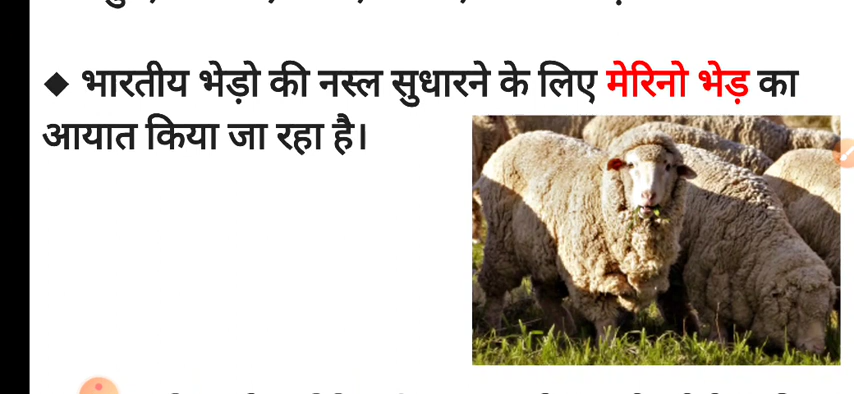 ◆ भारतीय भेड़ो की नस्ल सुधारने के लिए मेरिनो भेड़ का
आयात किया जा रहा है।